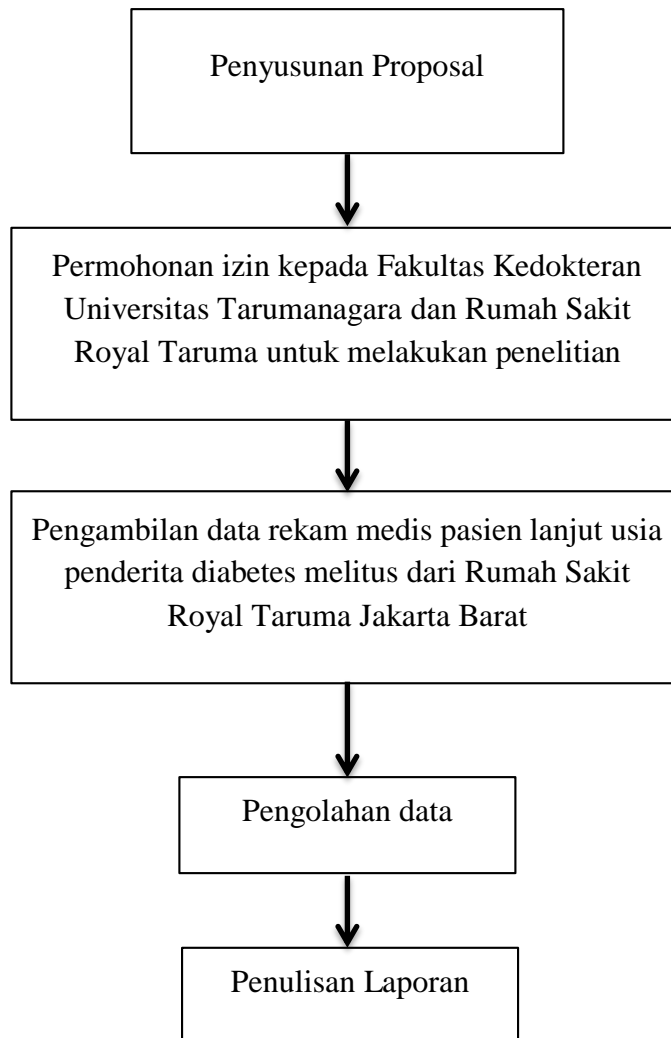 Penyusunan Proposal
Permohonan izin kepada Fakultas Kedokteran
Universitas Tarumanagara dan Rumah Sakit
Royal Taruma untuk melakukan penelitian
Pengambilan data rekam medis pasien lanjut usia
penderita diabetes melitus dari Rumah Sakit
Royal Taruma Jakarta Barat
Pengolahan data
Penulisan Laporan